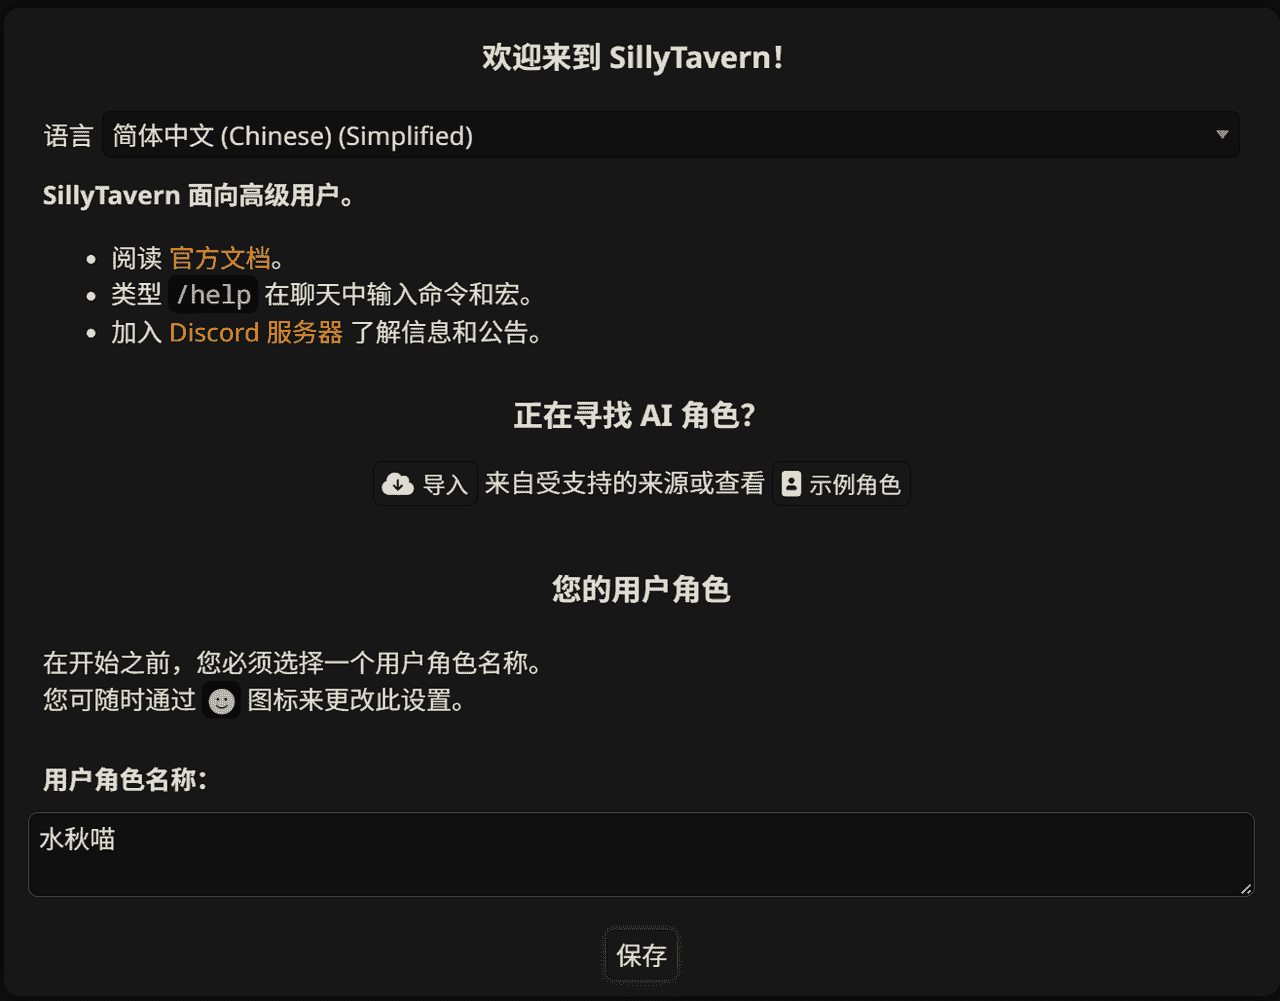 欢迎来到 SillyTavern！
语言 简体中文 (Chinese) (Simplified)
SillyTavern 面向高级用户。
阅读 官方文档。
类型 /help 在聊天中输入命令和宏。
加入 Discord 服务器 了解信息和公告。
正在寻找 AI 角色？
导入 来自受支持的来源或查看 示例角色
您的用户角色
在开始之前，您必须选择一个用户角色名称。
您可随时通过 图标来更改此设置。
用户角色名称：
水秋喵
保存